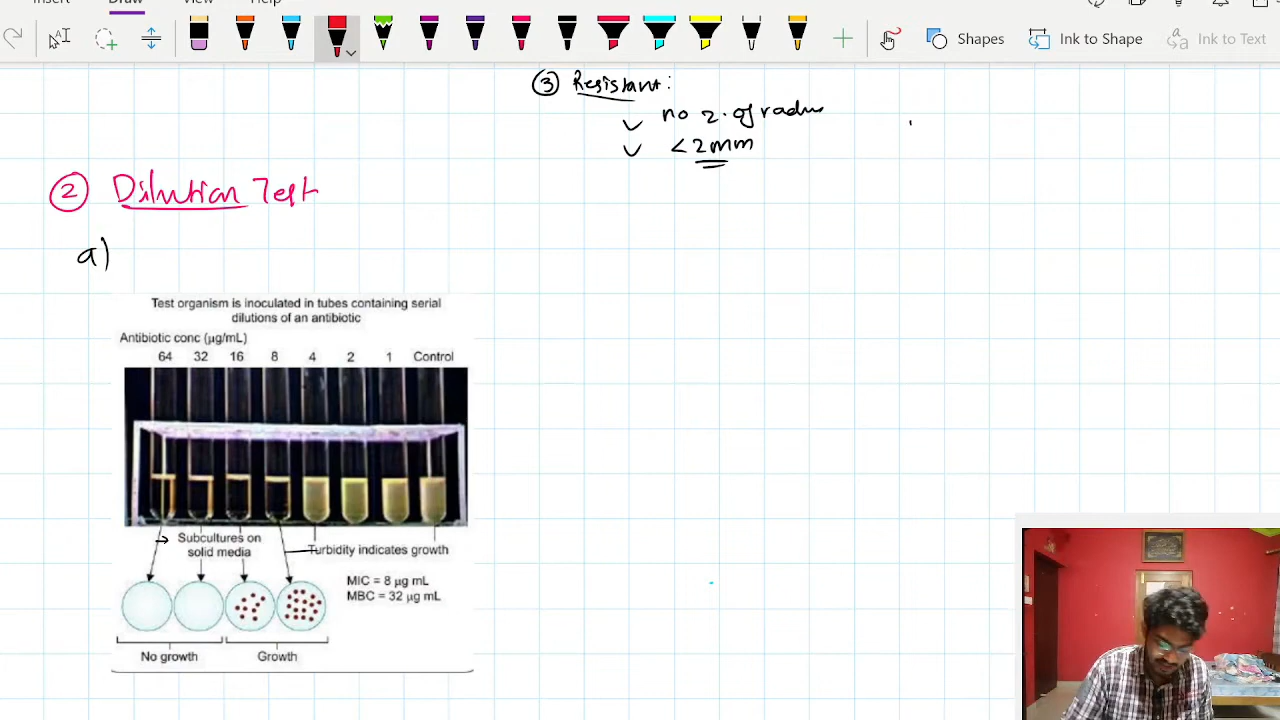 Insert
Draw
Shapes
Ink to Shape
Ink to Text
③ Resistant:
no z. of radius
< 2mm
② Dilution Test
a)
Test organism is inoculated in tubes containing serial
dilutions of an antibiotic
Antibiotic conc (µg/mL)
64 32 16 8 4 2 1 Control
Subcultures on
solid media
Turbidity indicates growth
MIC = 8 µg mL
MBC = 32 µg mL
No growth
Growth